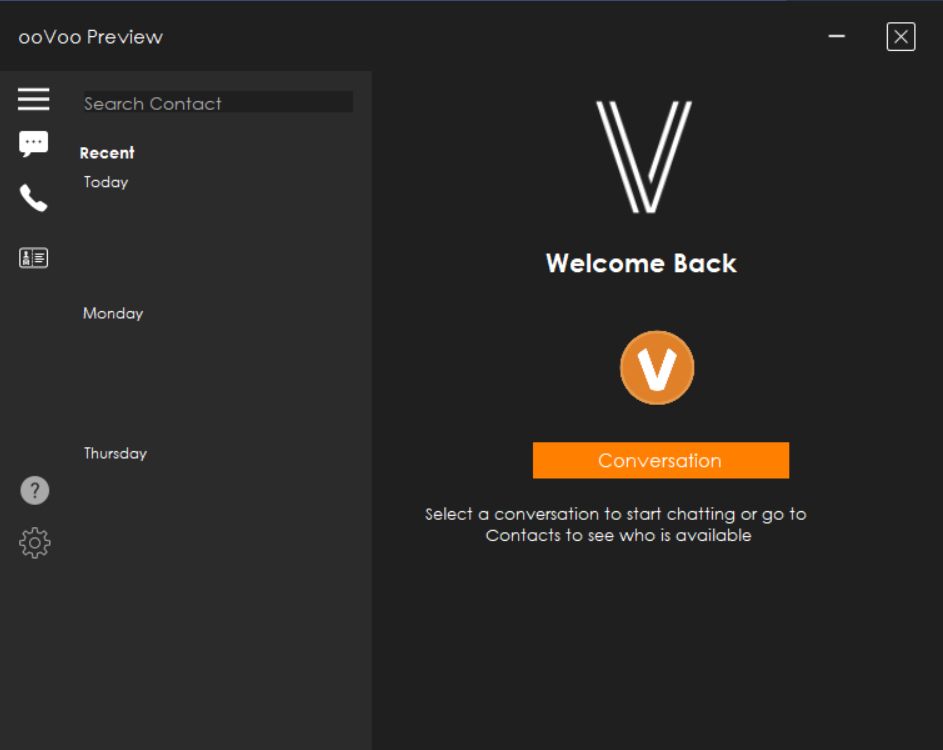 ooVoo Preview
Search Contact
Recent
Today
Monday
Thursday
?
V
Welcome Back
V
Conversation
Select a conversation to start chatting or go to
Contacts to see who is available